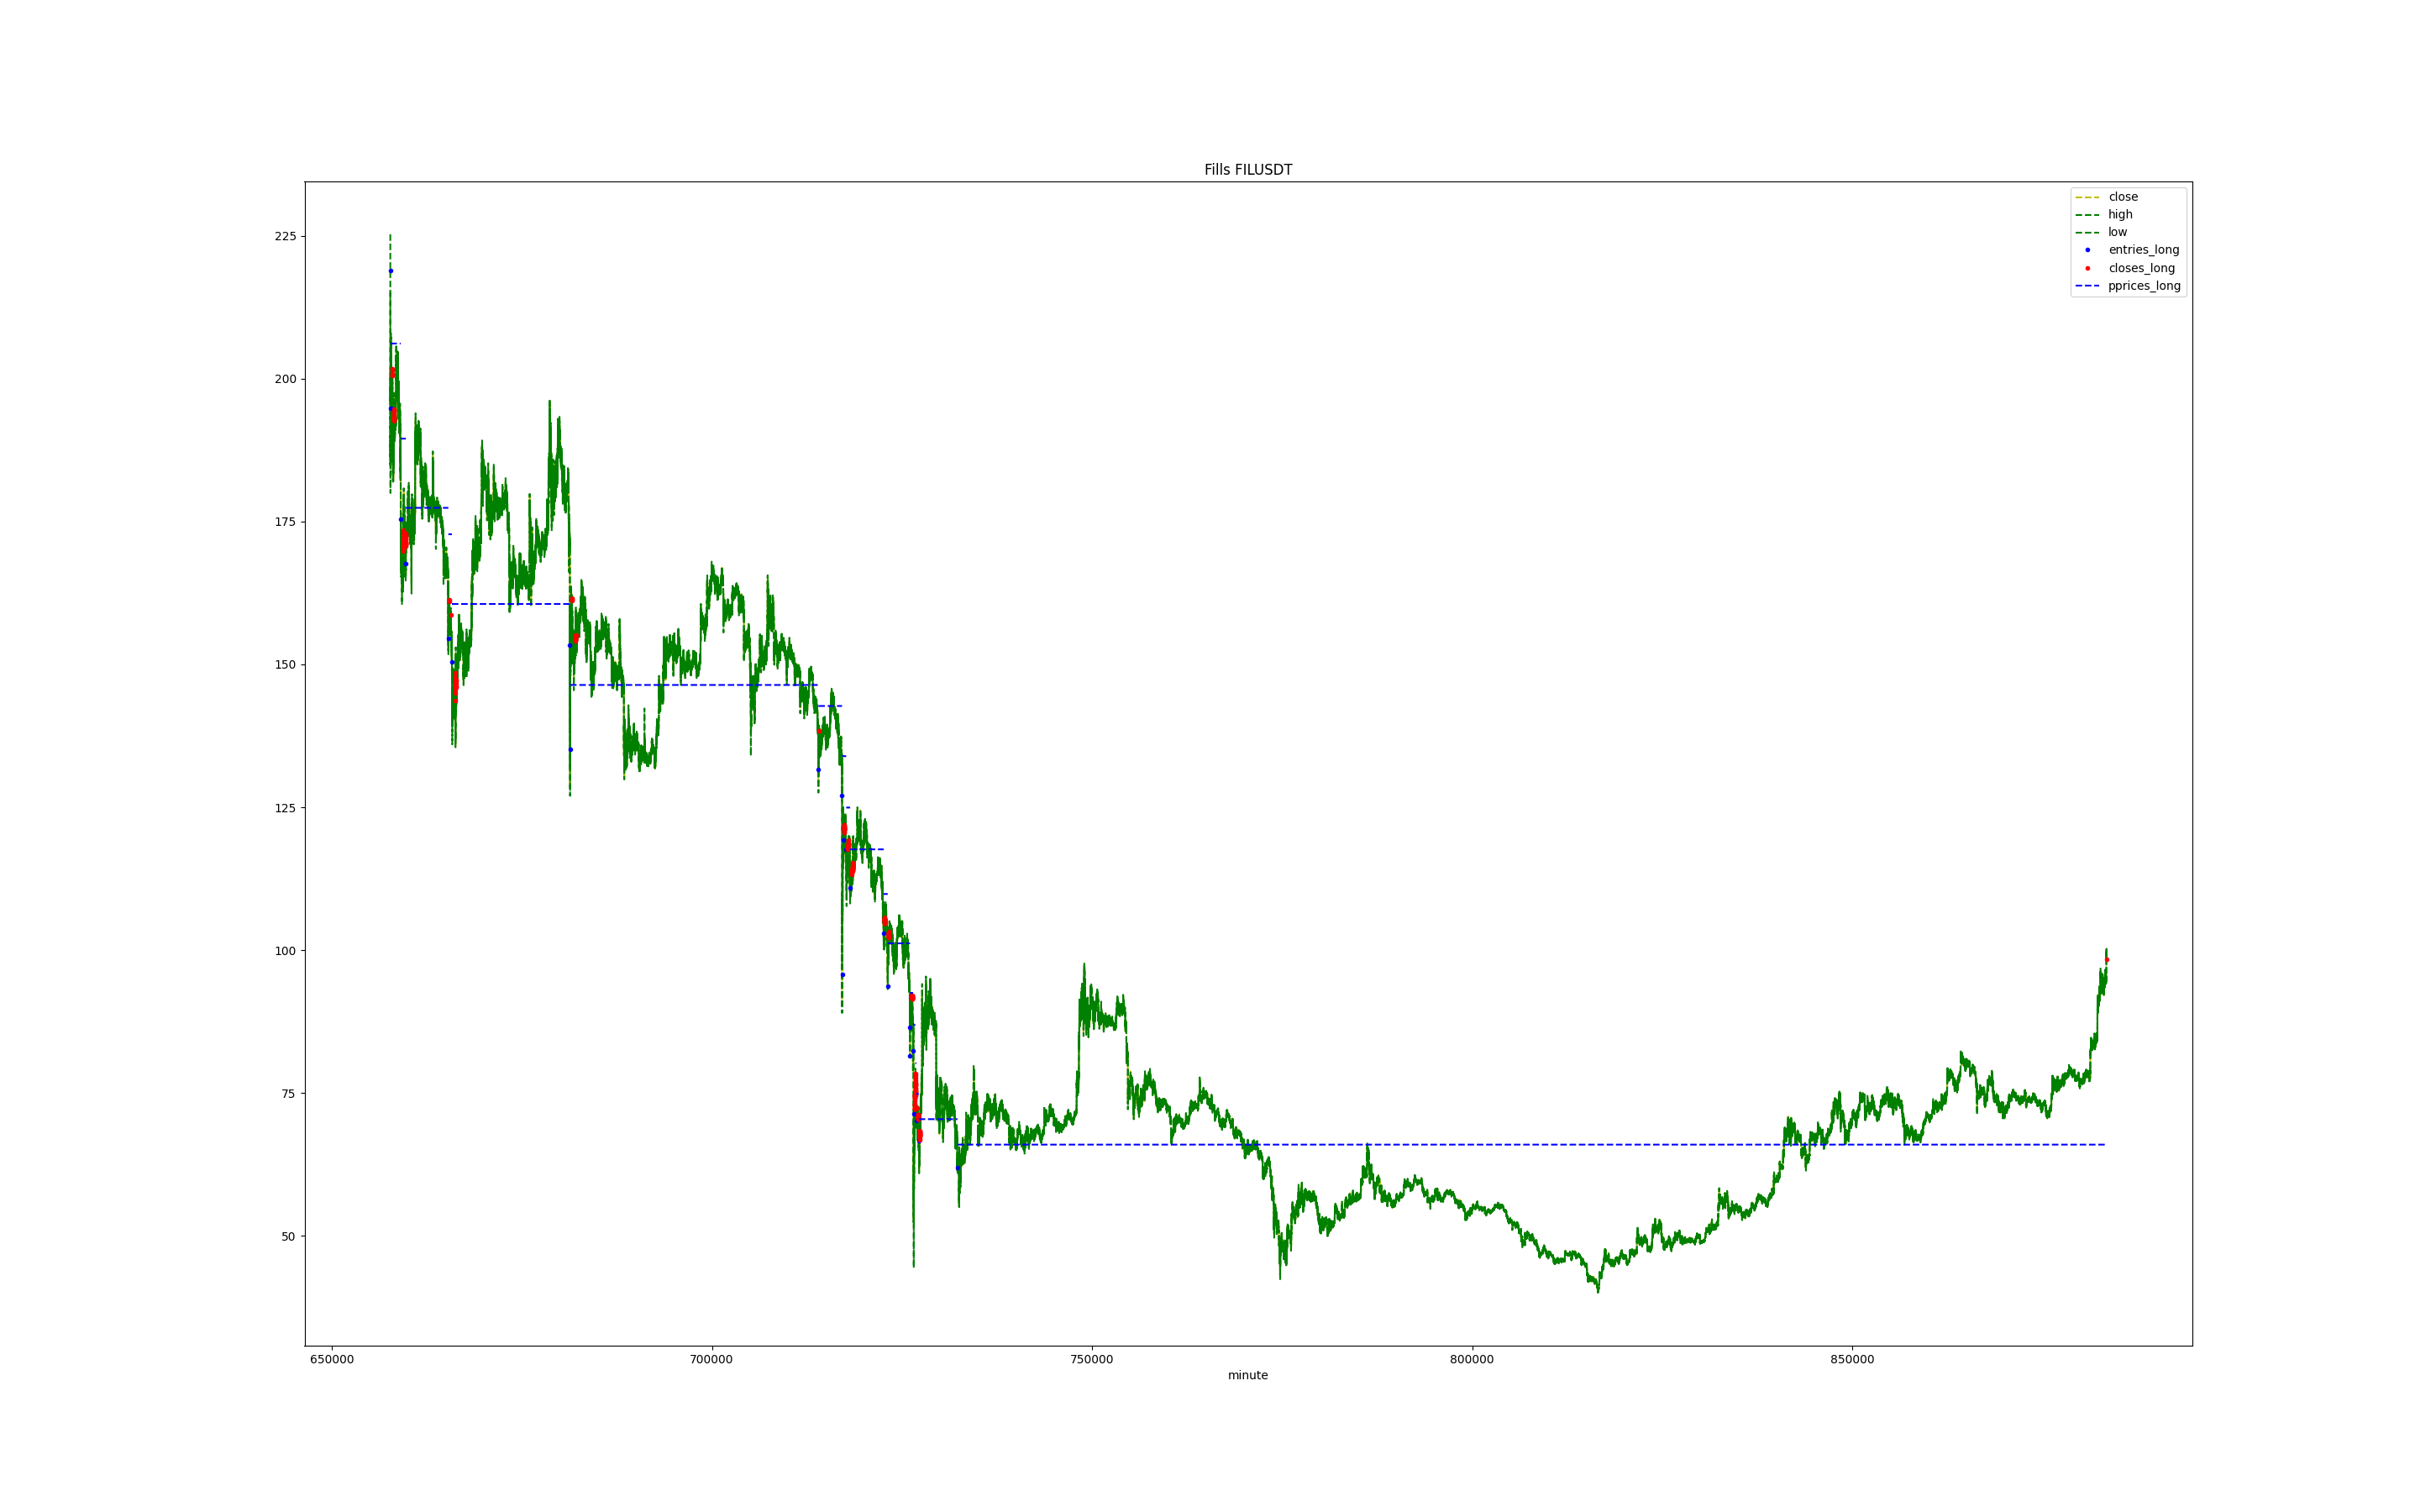 Fills FILUSDT
close
high
low
entries_long
closes_long
pprices_long
225
200
175
150
125
100
75
50
650000 700000 750000 800000 850000
minute